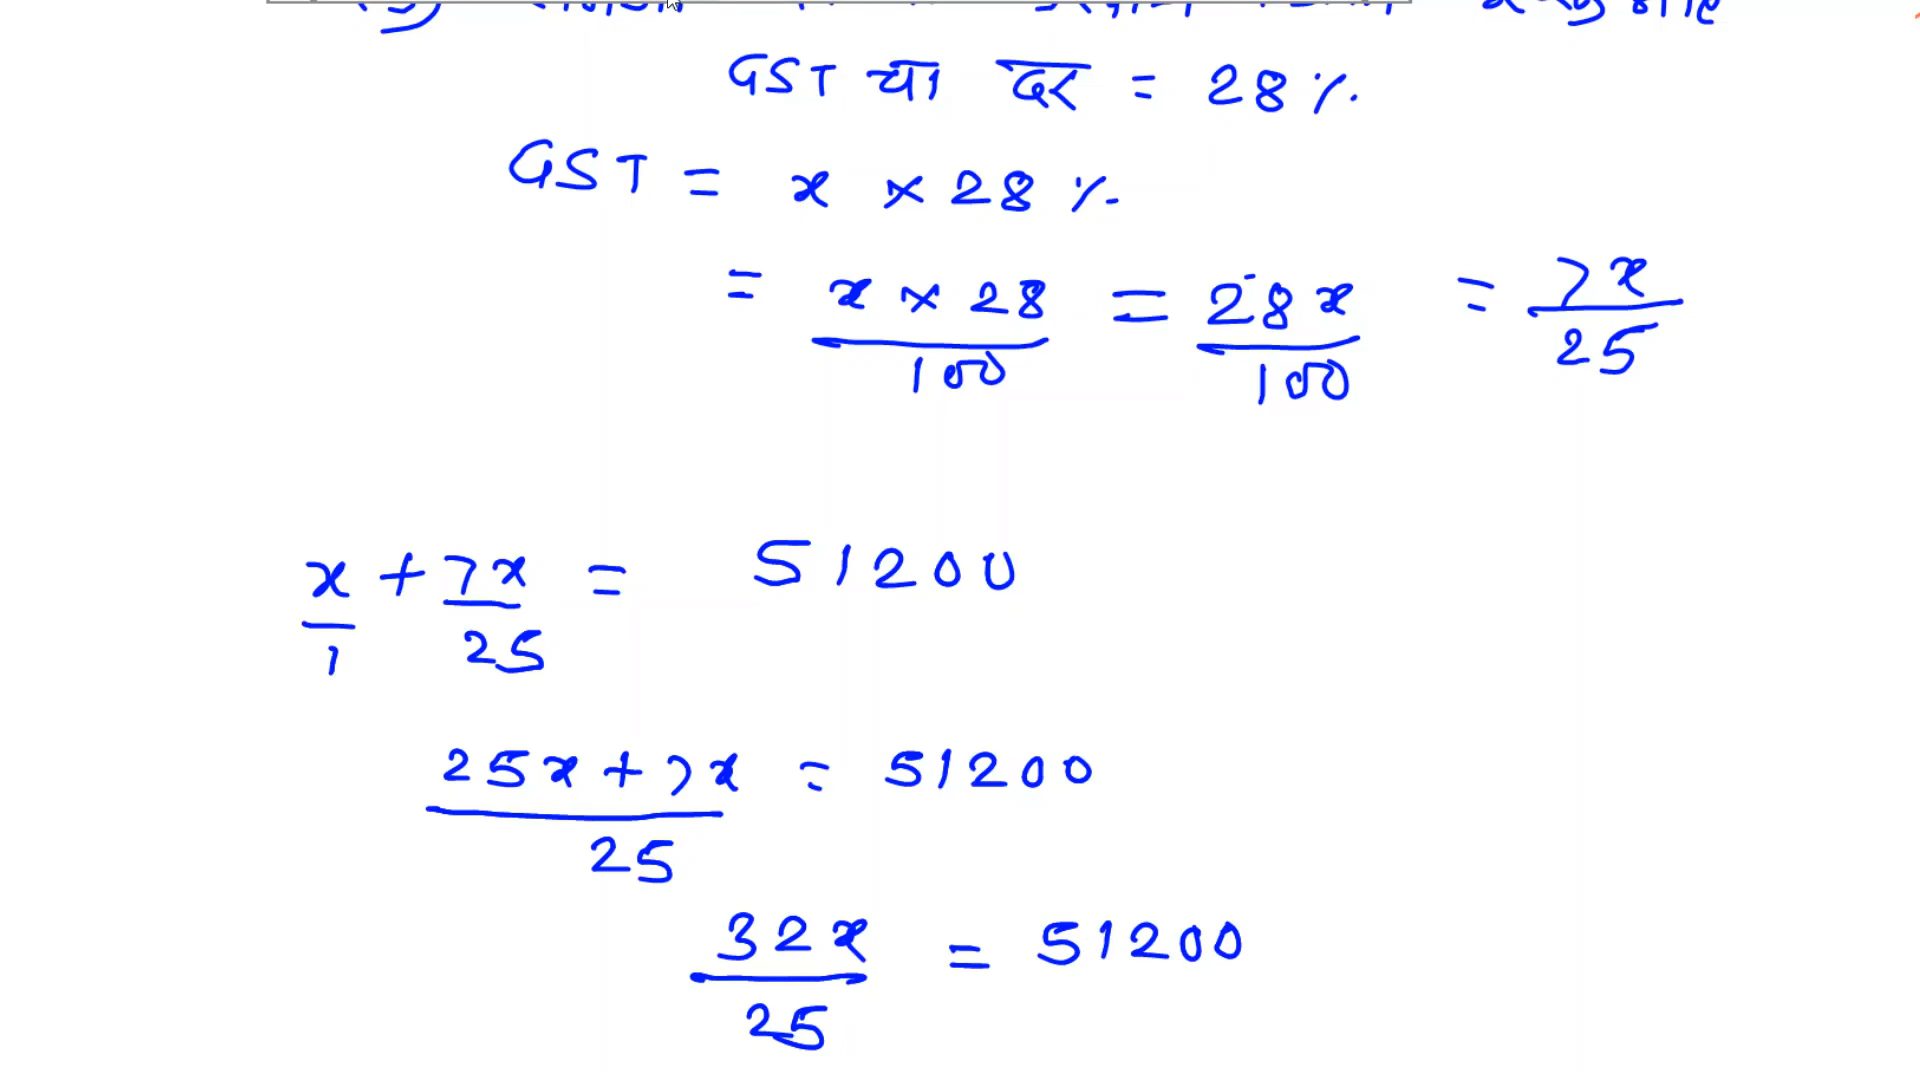 GST चा दर = 28 %.
GST = x × 28 %.
= x × 28 / 100 = 28x / 100 = 7x / 25
x / 1 + 7x / 25 = 51200
25x + 7x / 25 = 51200
32x / 25 = 51200